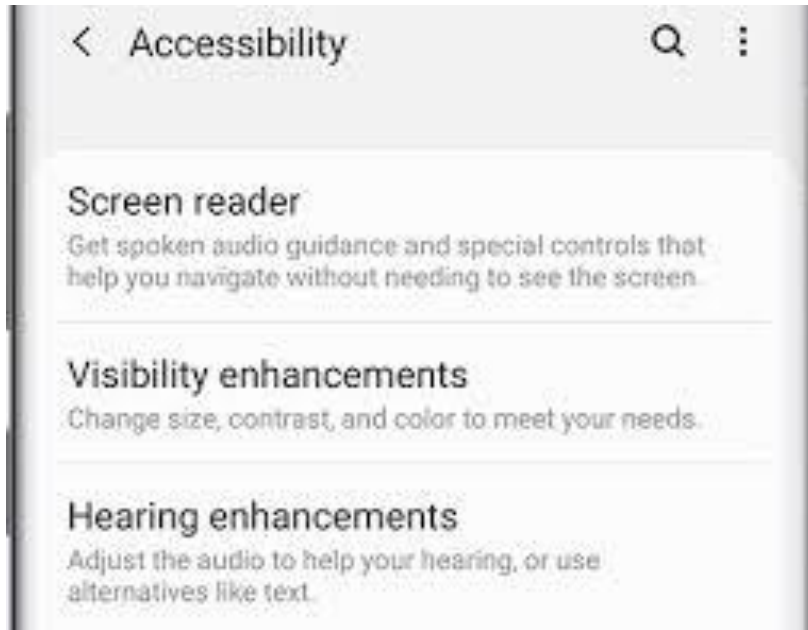 Accessibility
Screen reader
Get spoken audio guidance and special controls that
help you navigate without needing to see the screen.
Visibility enhancements
Change size, contrast, and color to meet your needs.
Hearing enhancements
Adjust the audio to help your hearing, or use
alternatives like text.